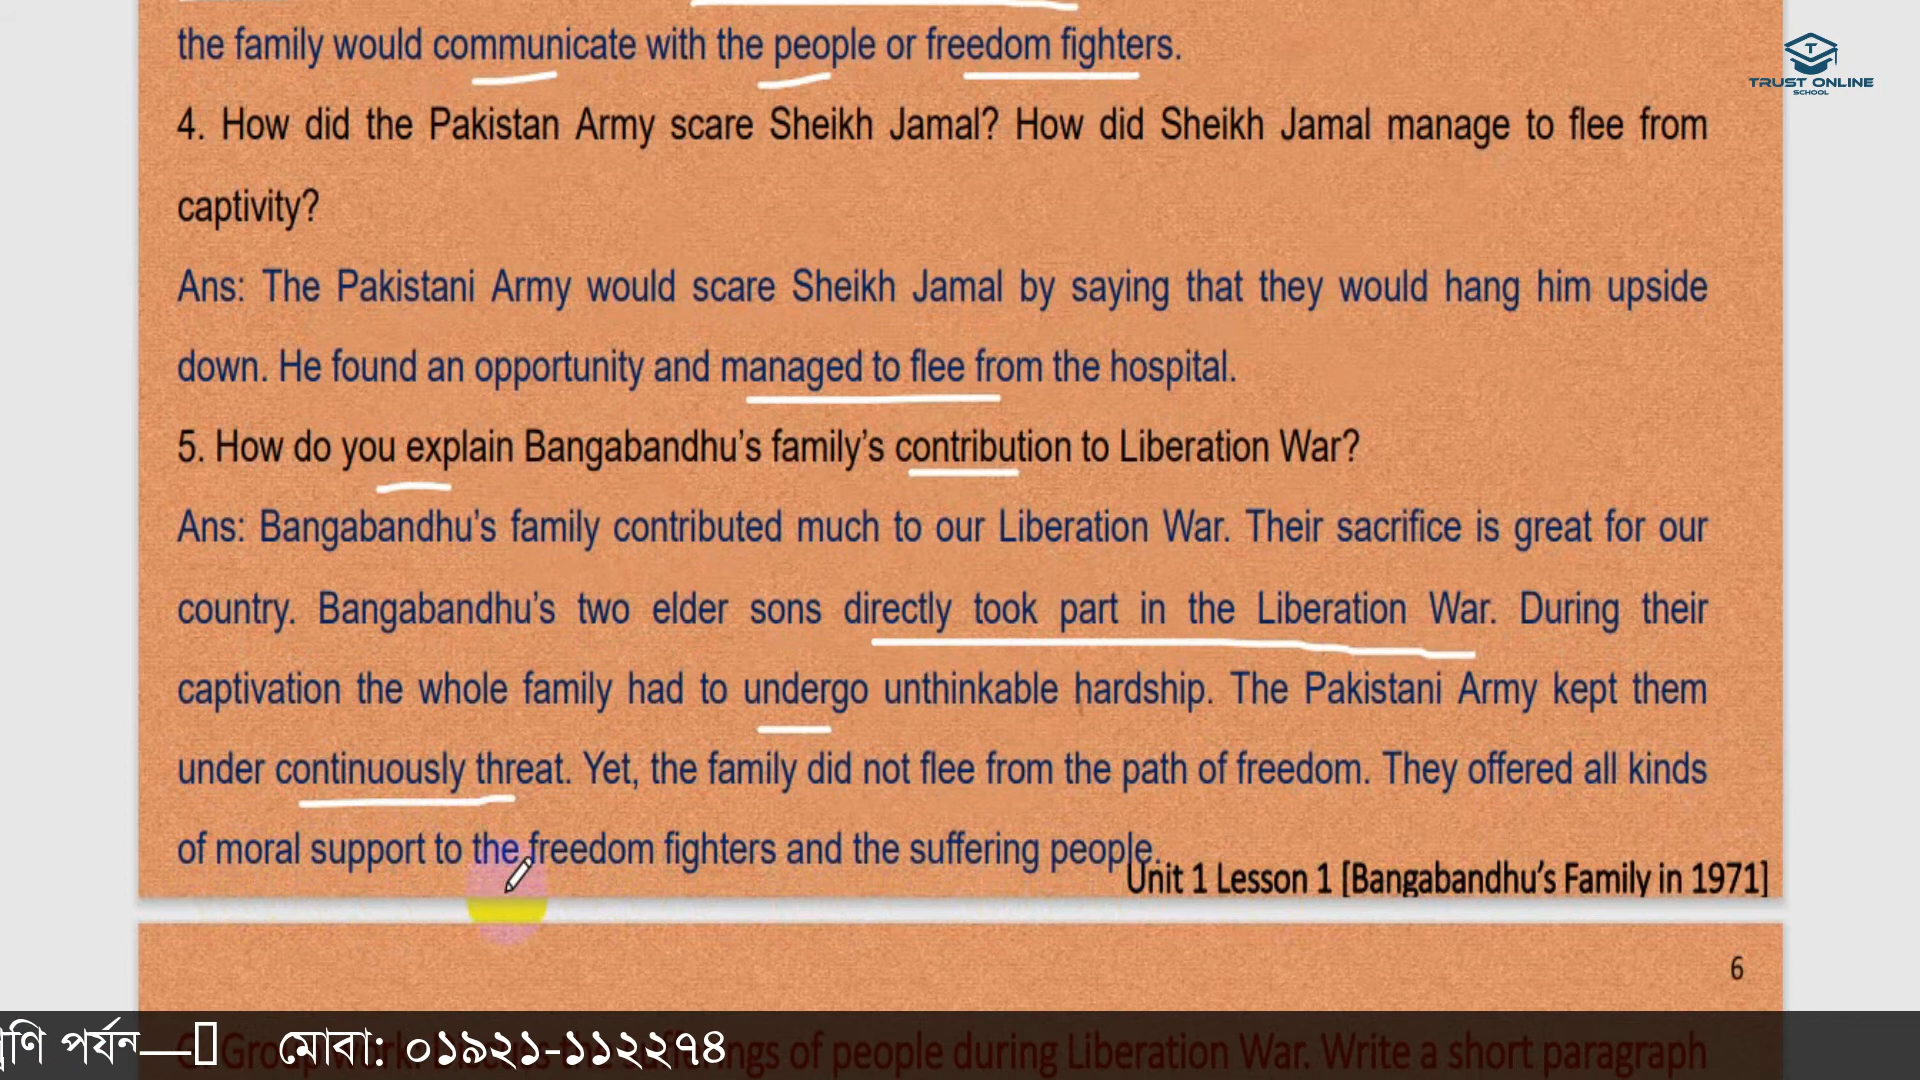 the family would communicate with the people or freedom fighters.
TRUST ONLINE
SCHOOL
4. How did the Pakistan Army scare Sheikh Jamal? How did Sheikh Jamal manage to flee from
captivity?
Ans: The Pakistani Army would scare Sheikh Jamal by saying that they would hang him upside
down. He found an opportunity and managed to flee from the hospital.
5. How do you explain Bangabandhu’s family’s contribution to Liberation War?
Ans: Bangabandhu’s family contributed much to our Liberation War. Their sacrifice is great for our
country. Bangabandhu’s two elder sons directly took part in the Liberation War. During their
captivation the whole family had to undergo unthinkable hardship. The Pakistani Army kept them
under continuously threat. Yet, the family did not flee from the path of freedom. They offered all kinds
of moral support to the freedom fighters and the suffering people.
Unit 1 Lesson 1 [Bangabandhu’s Family in 1971]
6
মোবা: ০১৯২১-১১২২৭৪
of people during Liberation War. Write a short paragraph